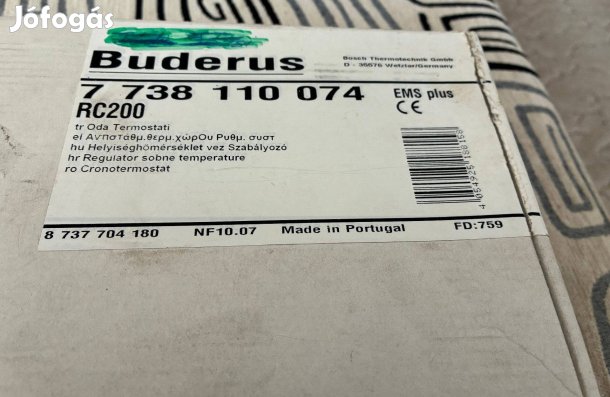 Jófogás
Buderus
Bosch Thermotechnik GmbH
D - 35576 Wetzlar/Germany
7 738 110 074
EMS plus
RC200
CE
tr Oda Termostati
el Ανπσταθμ.θερμ.χώρΟυ Ρυθμ. συστ
hu Helyiséghőmérséklet vez Szabályozó
hr Regulator sobne temperature
ro Cronotermostat
8 737 704 180 NF10.07 Made in Portugal FD:759